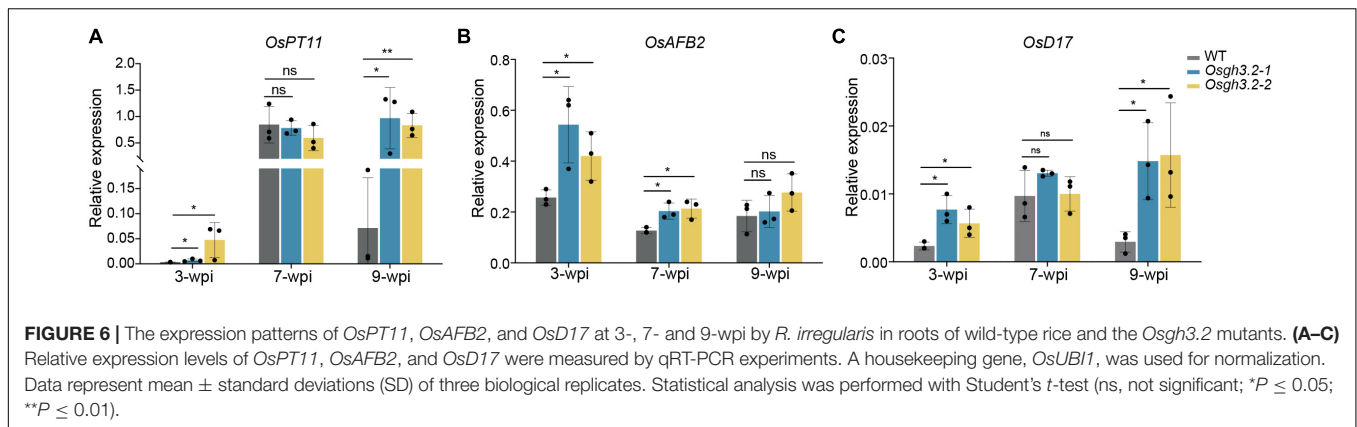 A
OsPT11
B
OsAFB2
C
OsD17
WT
Osgh3.2-1
Osgh3.2-2
Relative expression
2.0
1.5
1.0
0.5
0.15
0.10
0.05
0.00
* * ns ns * **
3-wpi 7-wpi 9-wpi
Relative expression
0.8
0.6
0.4
0.2
0.0
* * * * ns ns
3-wpi 7-wpi 9-wpi
Relative expression
0.03
0.02
0.01
0.00
* * ns ns * *
3-wpi 7-wpi 9-wpi
FIGURE 6 | The expression patterns of OsPT11, OsAFB2, and OsD17 at 3-, 7- and 9-wpi by R. irregularis in roots of wild-type rice and the Osgh3.2 mutants. (A–C)
Relative expression levels of OsPT11, OsAFB2, and OsD17 were measured by qRT-PCR experiments. A housekeeping gene, OsUBI1, was used for normalization.
Data represent mean ± standard deviations (SD) of three biological replicates. Statistical analysis was performed with Student’s t-test (ns, not significant; *P ≤ 0.05;
**P ≤ 0.01).